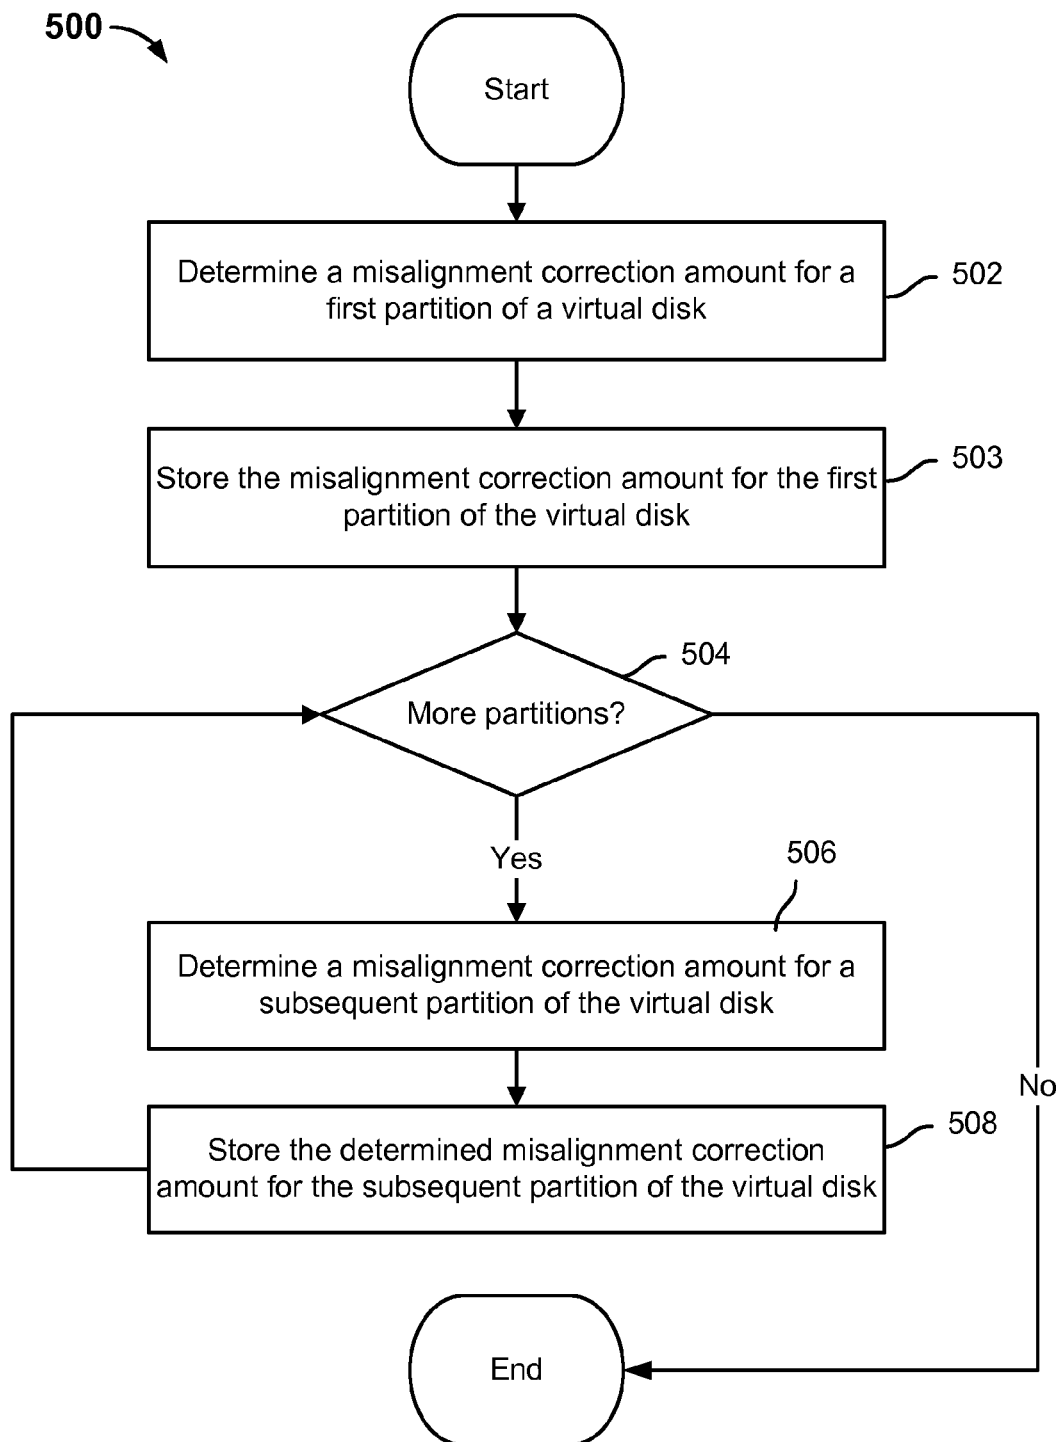 500
Start
Determine a misalignment correction amount for a
first partition of a virtual disk
502
Store the misalignment correction amount for the first
partition of the virtual disk
503
504
More partitions?
Yes
506
Determine a misalignment correction amount for a
subsequent partition of the virtual disk
No
Store the determined misalignment correction
amount for the subsequent partition of the virtual disk
508
End